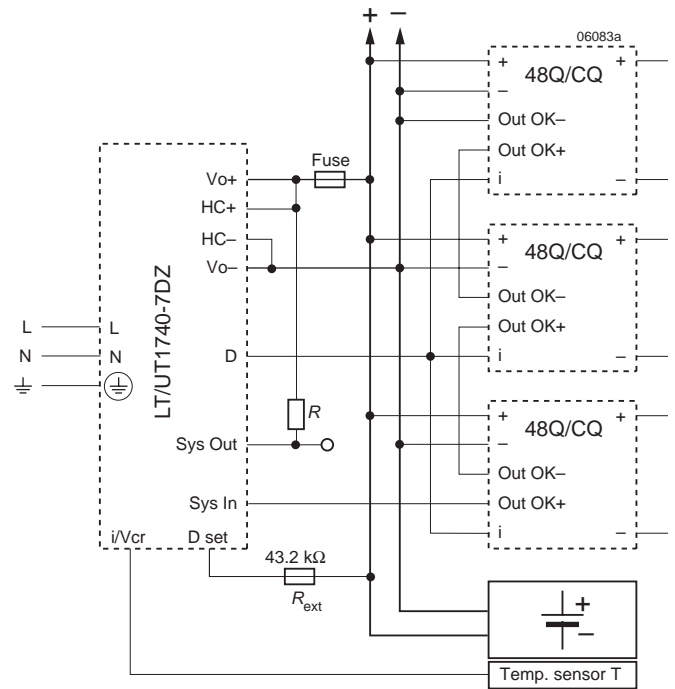 + –
06083a
+ 48Q/CQ +
–
Out OK–
Out OK+
i –
Fuse
Vo+
HC+
HC–
Vo–
LT/UT1740-7DZ
+ 48Q/CQ +
–
Out OK–
Out OK+
i –
L L
N N
D
R
Sys Out
+ 48Q/CQ +
–
Out OK–
Out OK+
i –
Sys In
i/Vcr D set
43.2 kΩ
Rext
+
–
Temp. sensor T